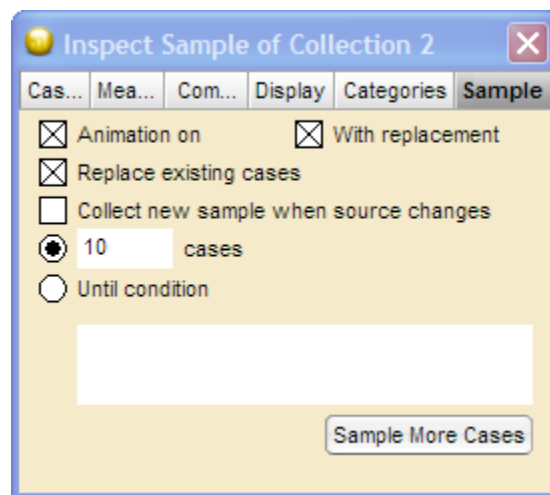 Inspect Sample of Collection 2
Cas... Mea... Com... Display Categories Sample
Animation on With replacement
Replace existing cases
Collect new sample when source changes
10 cases
Until condition
Sample More Cases